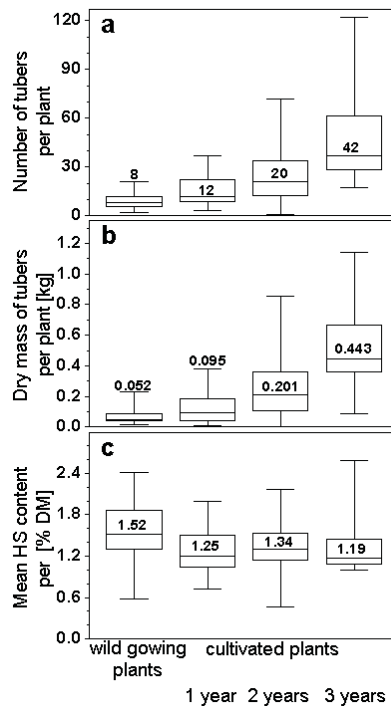 a
Number of tubers
per plant
120
90
60
30
0
8
12
20
42
b
Dry mass of tubers
per plant [kg]
1.2
1.0
0.8
0.6
0.4
0.2
0.0
0.052
0.095
0.201
0.443
c
Mean HS content
per [% DM]
2.4
1.8
1.2
0.6
0.0
1.52
1.25
1.34
1.19
wild gowing
plants
cultivated plants
1 year 2 years 3 years